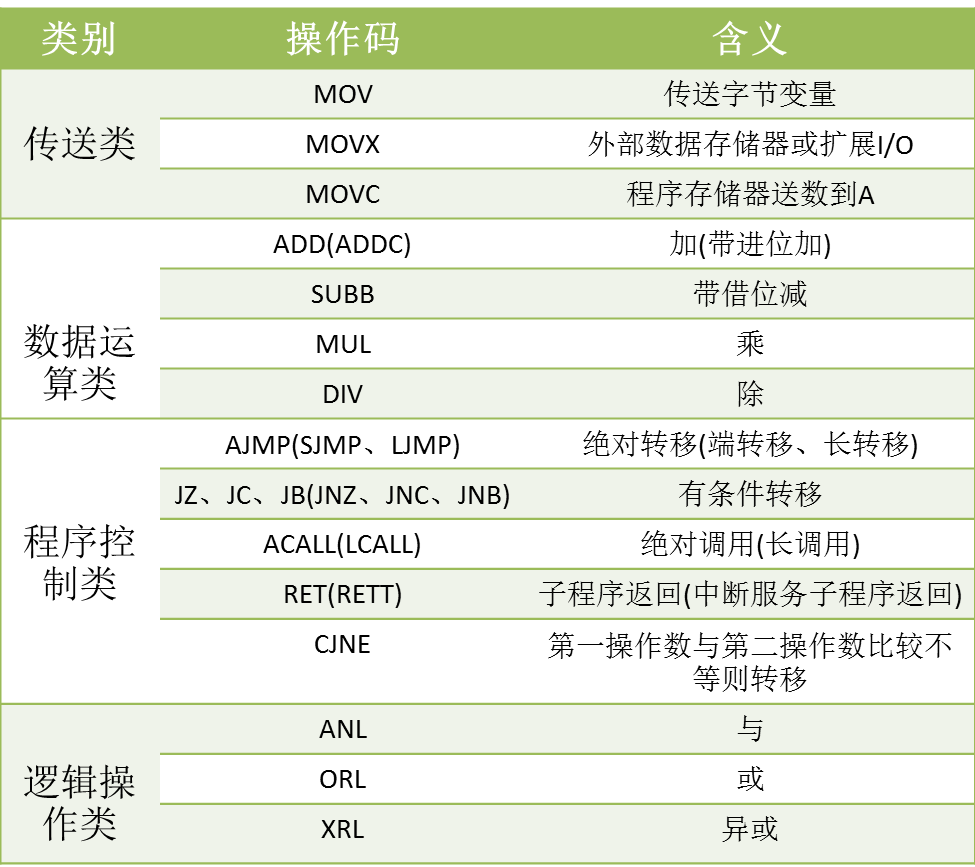 类别 操作码 含义
传送类
MOV 传送字节变量
MOVX 外部数据存储器或扩展I/O
MOVC 程序存储器送数到A
数据运
算类
ADD(ADDC) 加(带进位加)
SUBB 带借位减
MUL 乘
DIV 除
程序控
制类
AJMP(SJMP、LJMP) 绝对转移(端转移、长转移)
JZ、JC、JB(JNZ、JNC、JNB) 有条件转移
ACALL(LCALL) 绝对调用(长调用)
RET(RETT) 子程序返回(中断服务子程序返回)
CJNE 第一操作数与第二操作数比较不
等则转移
逻辑操
作类
ANL 与
ORL 或
XRL 异或